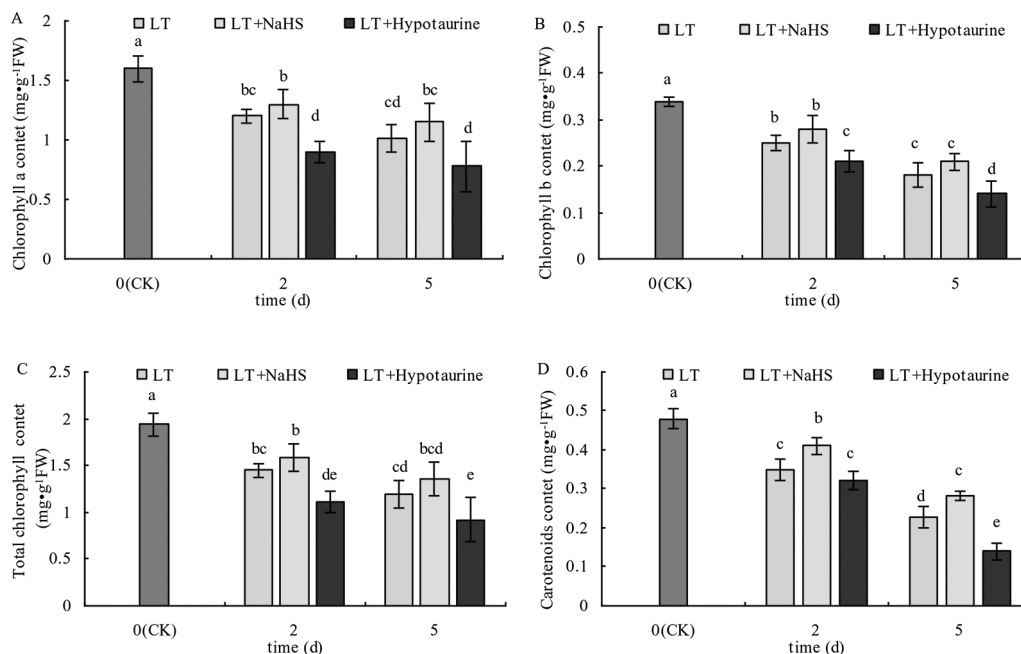 A
LT LT+NaHS LT+Hypotaurine
Chlorophyll a contet (mg•g⁻¹FW)
2
1.5
1
0.5
0
a
bc b d
cd bc d
0(CK) 2 5
time (d)
B
LT LT+NaHS LT+Hypotaurine
Chlorophyll b contet (mg•g⁻¹FW)
0.4
0.3
0.2
0.1
0
a
b b c
c c d
0(CK) 2 5
time (d)
C
LT LT+NaHS LT+Hypotaurine
Total chlorophyll contet
(mg•g¹FW)
2.5
2
1.5
1
0.5
0
a
bc b de
cd bcd e
0(CK) 2 5
time (d)
D
LT LT+NaHS LT+Hypotaurine
Carotenoids contet (mg•g⁻¹FW)
0.6
0.5
0.4
0.3
0.2
0.1
0
a
c b c
d c e
0(CK) 2 5
time (d)